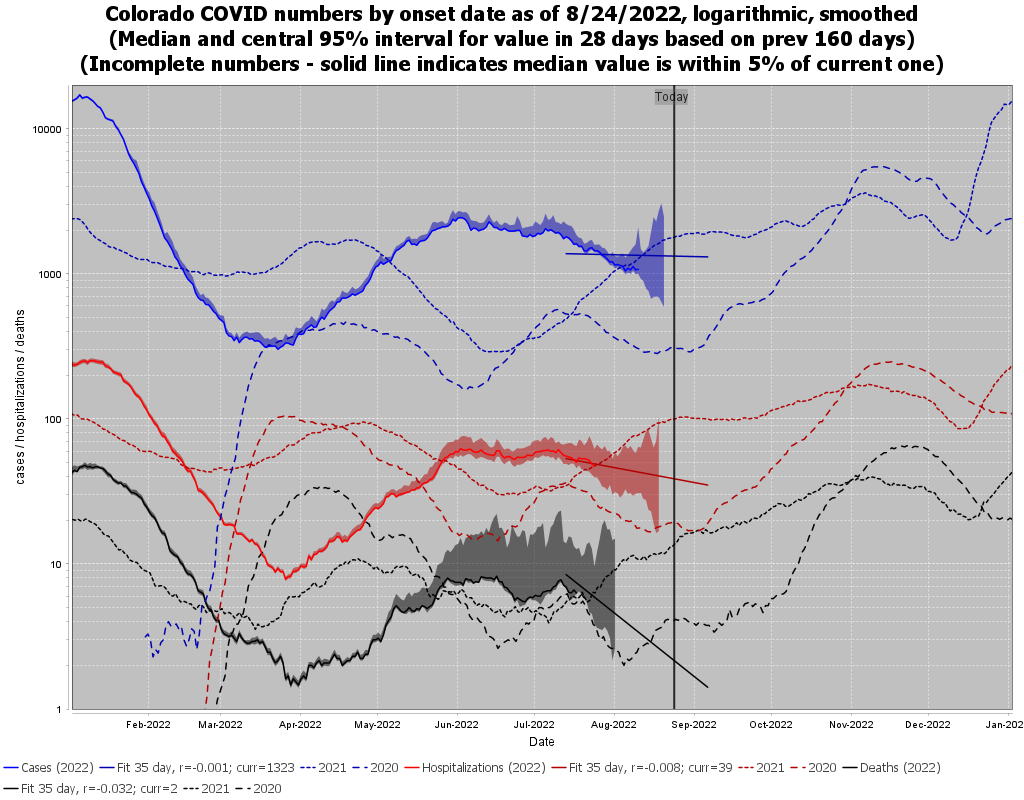 Colorado COVID numbers by onset date as of 8/24/2022, logarithmic, smoothed
(Median and central 95% interval for value in 28 days based on prev 160 days)
(Incomplete numbers - solid line indicates median value is within 5% of current one)
Today
10000
1000
100
10
1
cases / hospitalizations / deaths
Feb-2022 Mar-2022 Apr-2022 May-2022 Jun-2022 Jul-2022 Aug-2022 Sep-2022 Oct-2022 Nov-2022 Dec-2022 Jan-202
Date
Cases (2022) Fit 35 day, r=-0.001; curr=1323 2021 2020 Hospitalizations (2022) Fit 35 day, r=-0.008; curr=39 2021 2020 Deaths (2022)
Fit 35 day, r=-0.032; curr=2 2021 2020